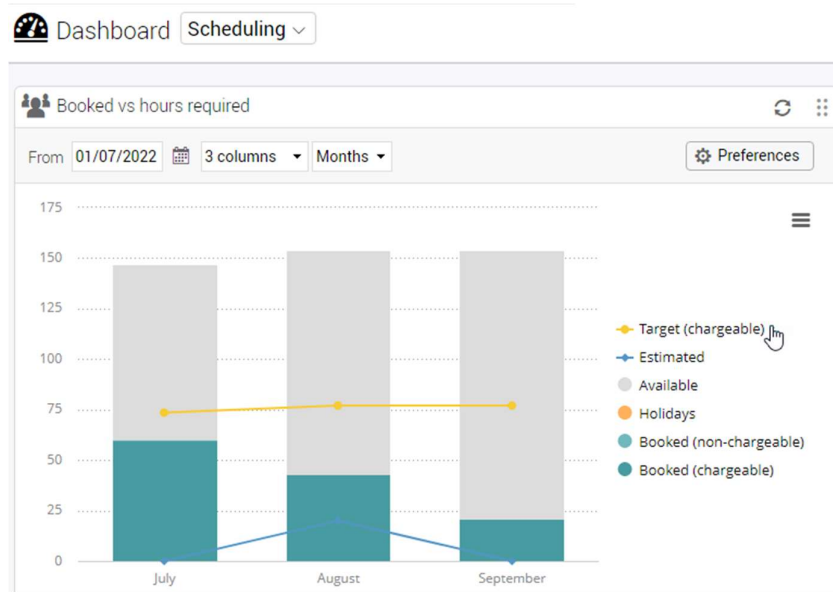 Dashboard Scheduling
Booked vs hours required
From 01/07/2022 3 columns Months Preferences
175
150
125
100
75
50
25
0
July August September
Target (chargeable)
Estimated
Available
Holidays
Booked (non-chargeable)
Booked (chargeable)